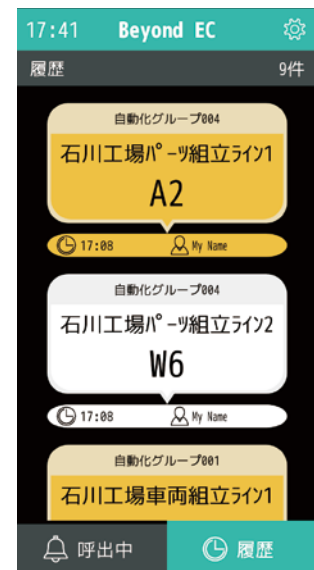 17:41 Beyond EC
履歴 9件
自動化グループ004
石川工場ﾊﾟｰﾂ組立ﾗｲﾝ1
A2
17:08 My Name
自動化グループ004
石川工場ﾊﾟｰﾂ組立ﾗｲﾝ2
W6
17:08 My Name
自動化グループ001
石川工場車両組立ﾗｲﾝ1
呼出中 履歴